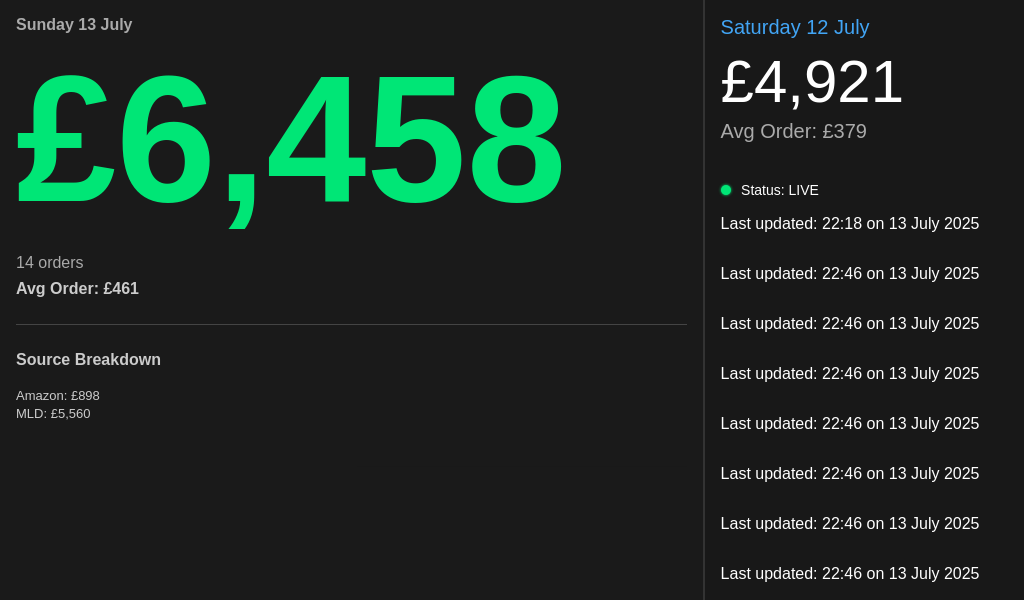 Sunday 13 July
£6,458
14 orders
Avg Order: £461
Source Breakdown
Amazon: £898
MLD: £5,560
Saturday 12 July
£4,921
Avg Order: £379
Status: LIVE
Last updated: 22:18 on 13 July 2025
Last updated: 22:46 on 13 July 2025
Last updated: 22:46 on 13 July 2025
Last updated: 22:46 on 13 July 2025
Last updated: 22:46 on 13 July 2025
Last updated: 22:46 on 13 July 2025
Last updated: 22:46 on 13 July 2025
Last updated: 22:46 on 13 July 2025